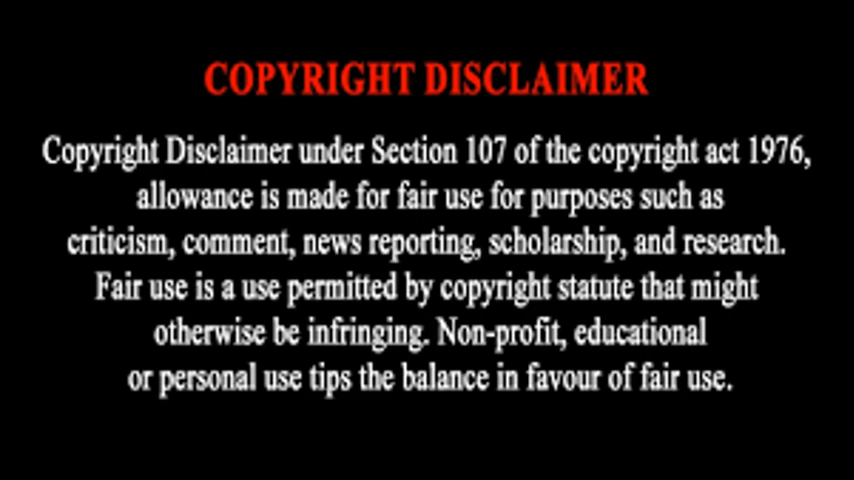 COPYRIGHT DISCLAIMER
Copyright Disclaimer under Section 107 of the copyright act 1976,
allowance is made for fair use for purposes such as
criticism, comment, news reporting, scholarship, and research.
Fair use is a use permitted by copyright statute that might
otherwise be infringing. Non-profit, educational
or personal use tips the balance in favour of fair use.